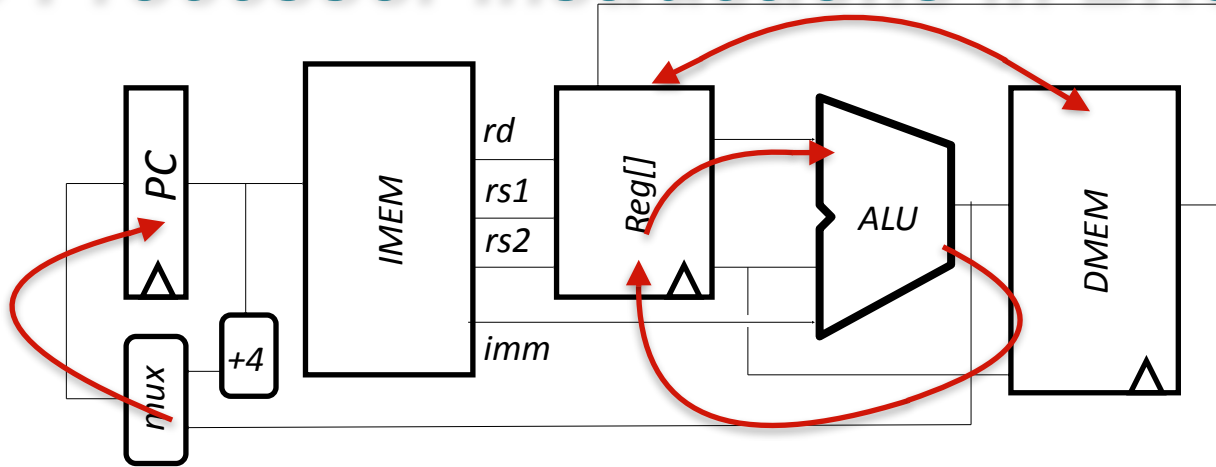 PC
IMEM
rd
rs1
rs2
imm
Reg[]
ALU
DMEM
+4
mux